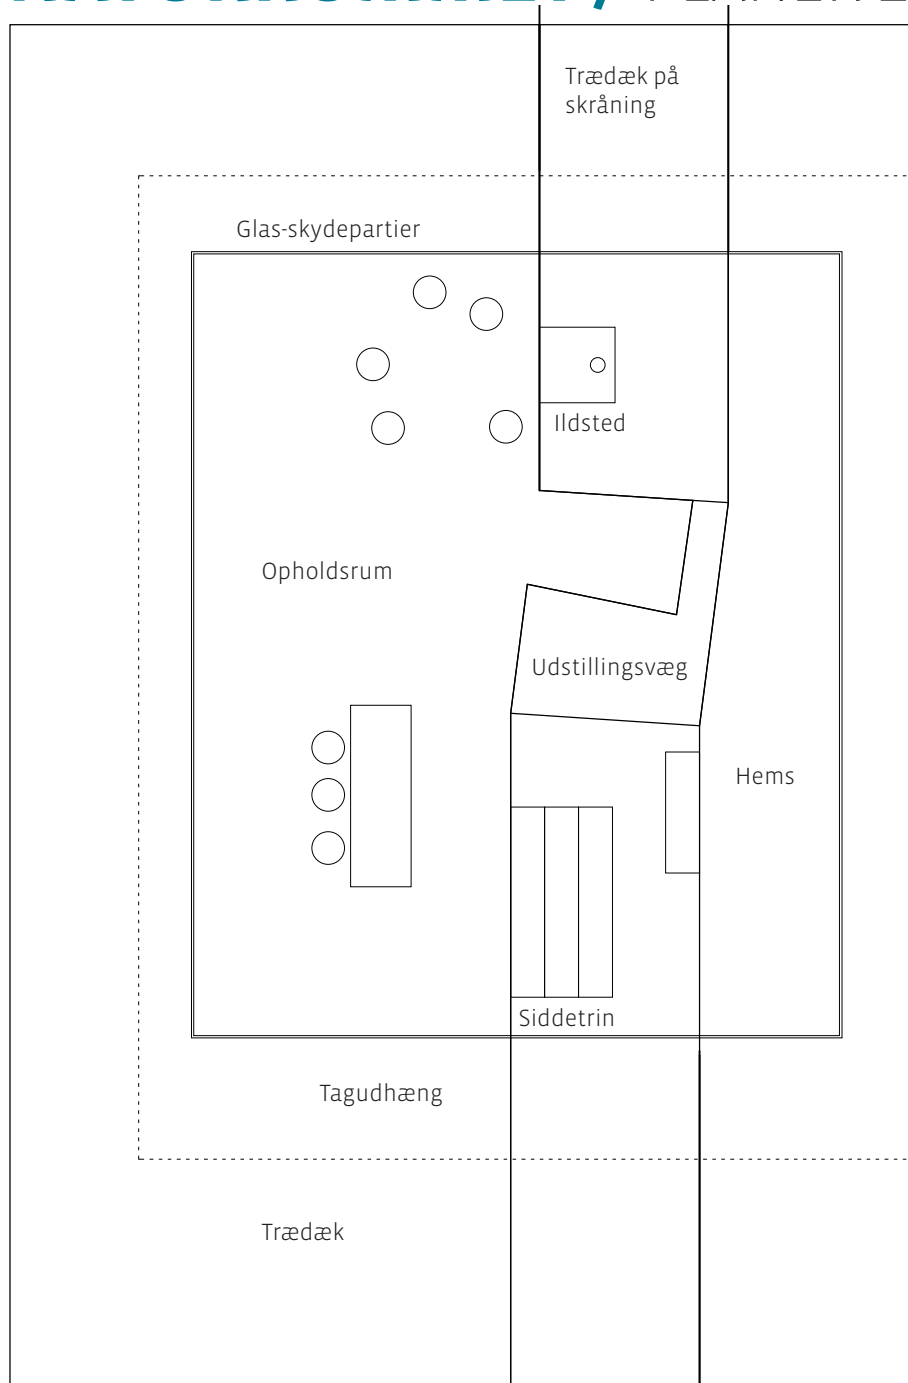 Trædæk på
skråning
Glas-skydepartier
Ildsted
Opholdsrum
Udstillingsvæg
Hems
Siddetrin
Tagudhæng
Trædæk